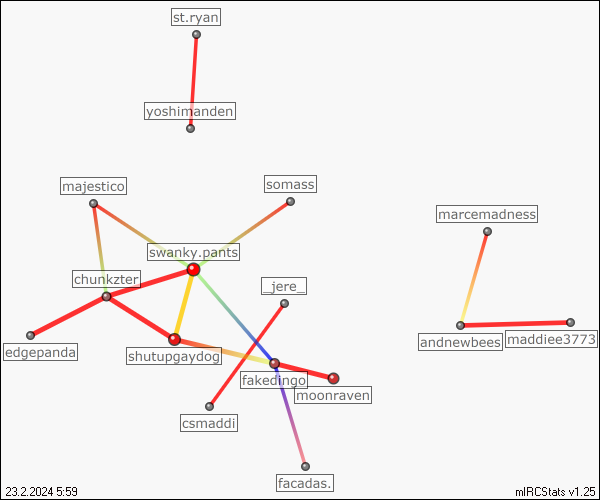 st.ryan
yoshimanden
majestico
somass
marcemadness
swanky.pants
chunkzter
_jere_
edgepanda
shutupgaydog
andnewbees
maddiee3773
fakedingo
moonraven
csmaddi
facadas.
23.2.2024 5:59
mIRCStats v1.25